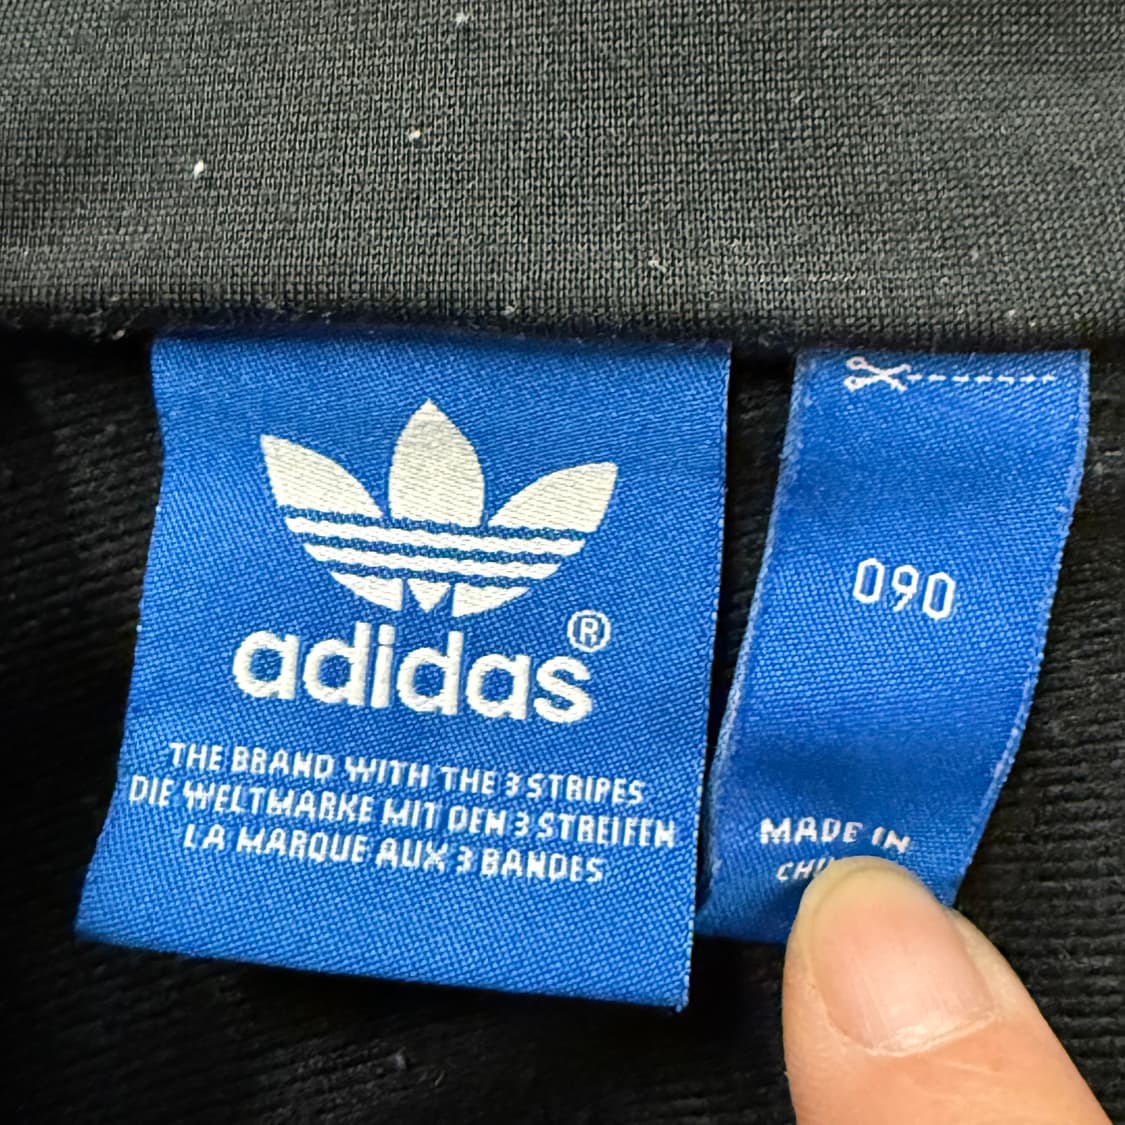 adidas®
THE BRAND WITH THE 3 STRIPES
DIE WELTMARKE MIT DEN 3 STREIFEN
LA MARQUE AUX 3 BANDES
090
MADE IN